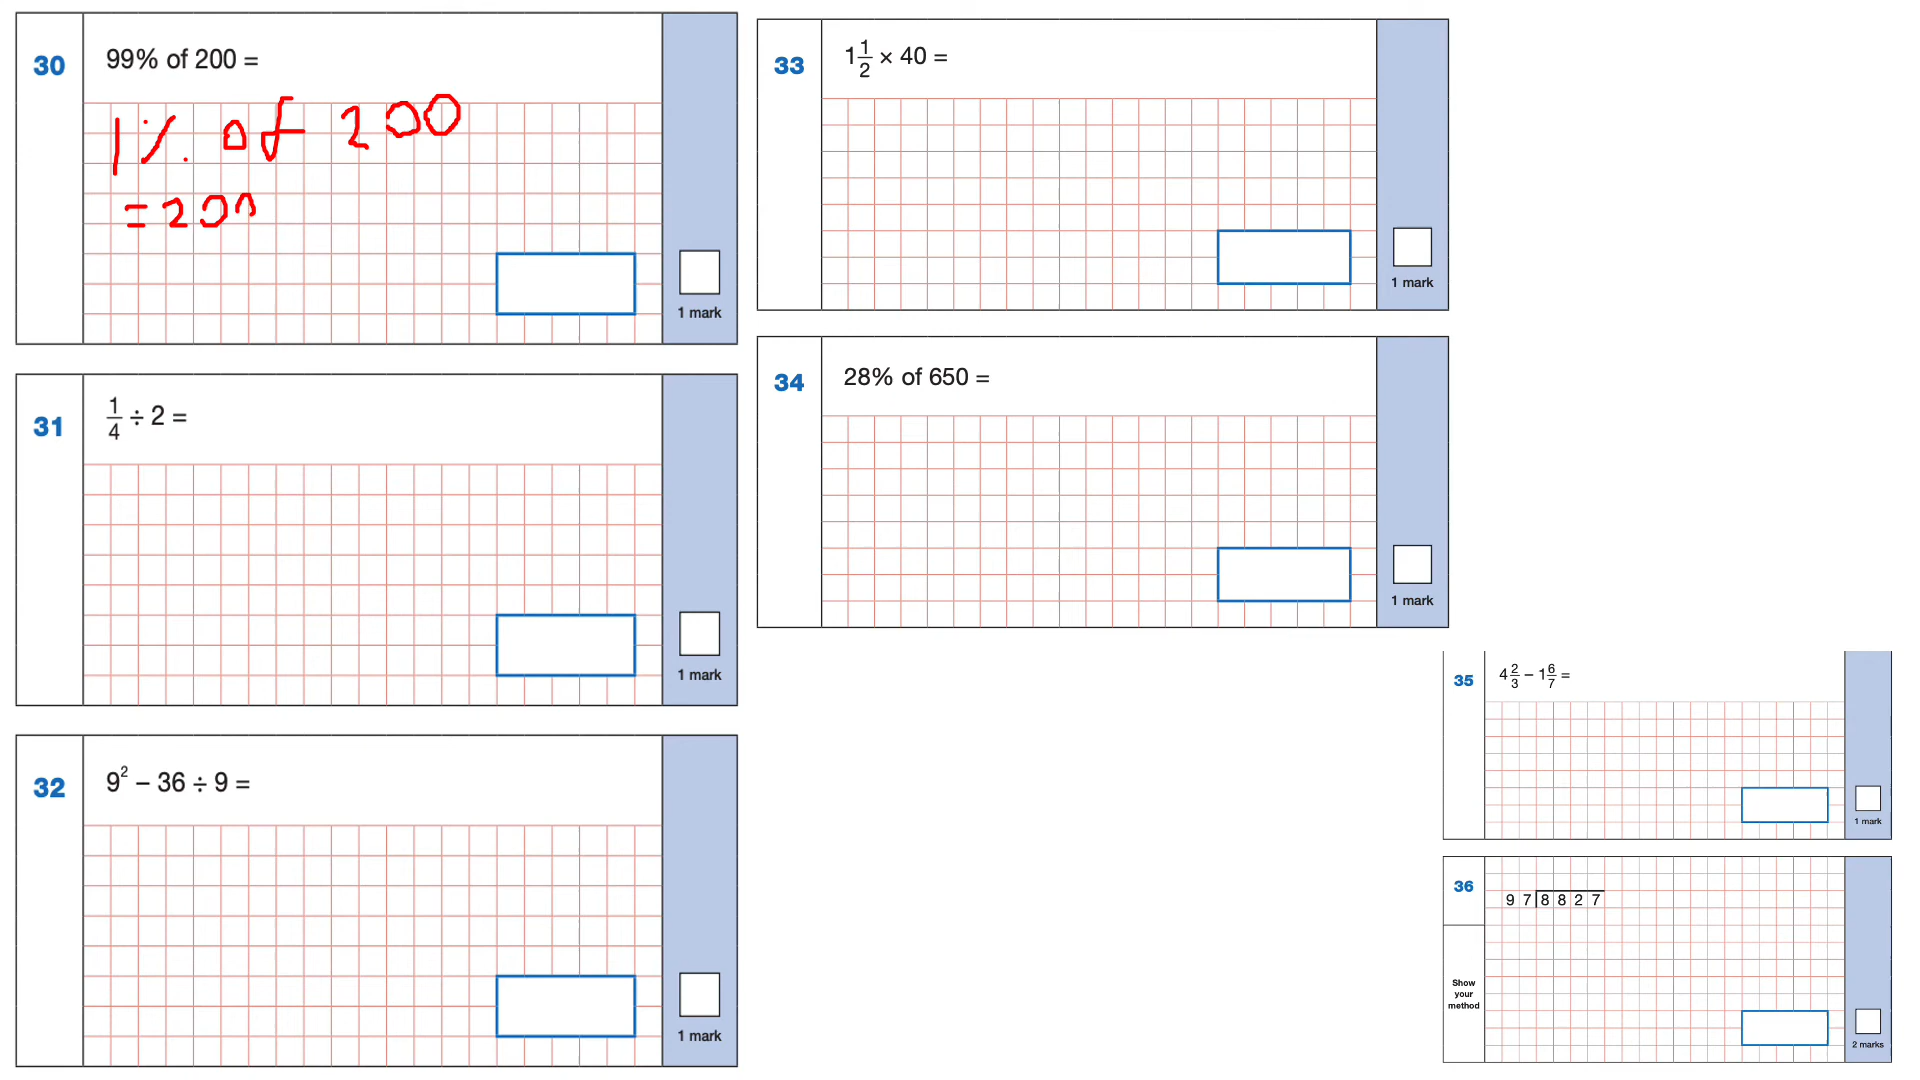 30
99% of 200 =
1% of 200
= 200
1 mark
31
1/4 ÷ 2 =
1 mark
32
9² – 36 ÷ 9 =
1 mark
33
1 1/2 × 40 =
1 mark
34
28% of 650 =
1 mark
35
4 2/3 – 1 6/7 =
1 mark
36
9 7 8 8 2 7
Show
your
method
2 marks